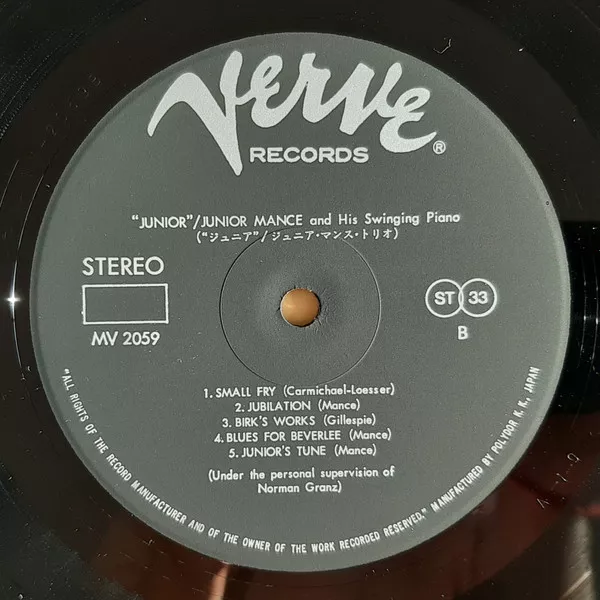 Verve®
RECORDS
"JUNIOR"/JUNIOR MANCE and His Swinging Piano
("ジュニア"/ジュニア・マンス・トリオ)
STEREO
MV 2059
ST 33
B
1. SMALL FRY (Carmichael-Loesser)
2. JUBILATION (Mance)
3. BIRK'S WORKS (Gillespie)
4. BLUES FOR BEVERLEE (Mance)
5. JUNIOR'S TUNE (Mance)
(Under the personal supervision of
Norman Granz)
"ALL RIGHTS OF THE RECORD MANUFACTURER AND OF THE OWNER OF THE WORK RECORDED RESERVED." MANUFACTURED BY POLYDOR K. K., JAPAN